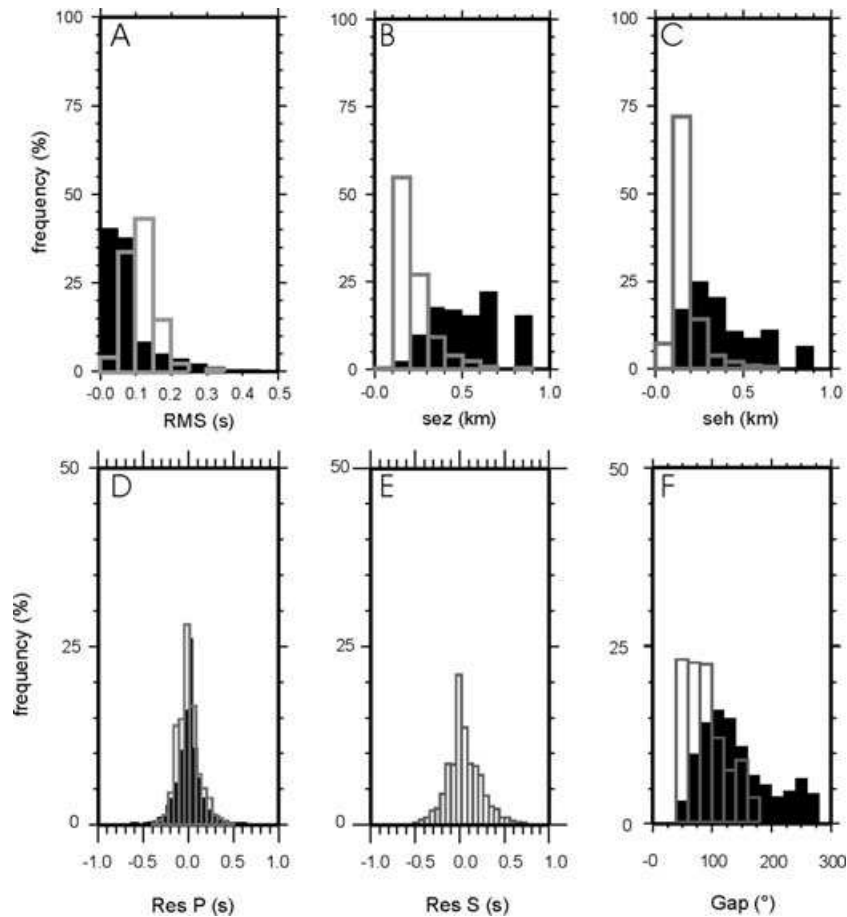 A
B
C
100
100
100
75
75
75
50
50
50
25
25
25
0
0
0
frequency (%)
-0.0 0.1 0.2 0.3 0.4 0.5
-0.0 0.5 1.0
-0.0 0.5 1.0
RMS (s)
sez (km)
seh (km)
D
E
F
50
50
50
25
25
25
0
0
0
frequency (%)
-1.0 -0.5 0.0 0.5 1.0
-1.0 -0.5 0.0 0.5 1.0
-0 100 200 300
Res P (s)
Res S (s)
Gap (°)